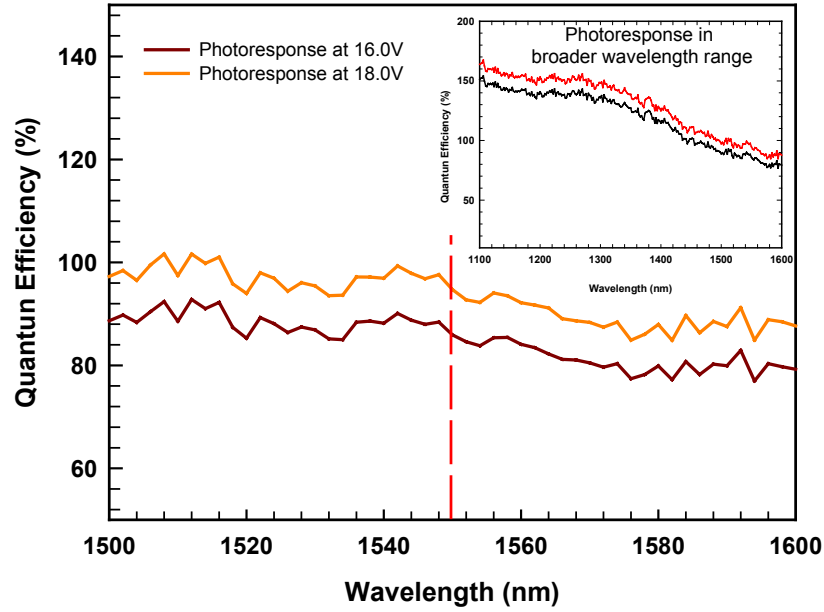 Photoresponse at 16.0V
Photoresponse at 18.0V
Quantun Efficiency (%)
140
120
100
80
60
1500
1520
1540
1560
1580
1600
Wavelength (nm)
Photoresponse in
broader wavelength range
Quantun Efficiency (%)
200
150
100
50
1100
1200
1300
1400
1500
1600
Wavelength (nm)